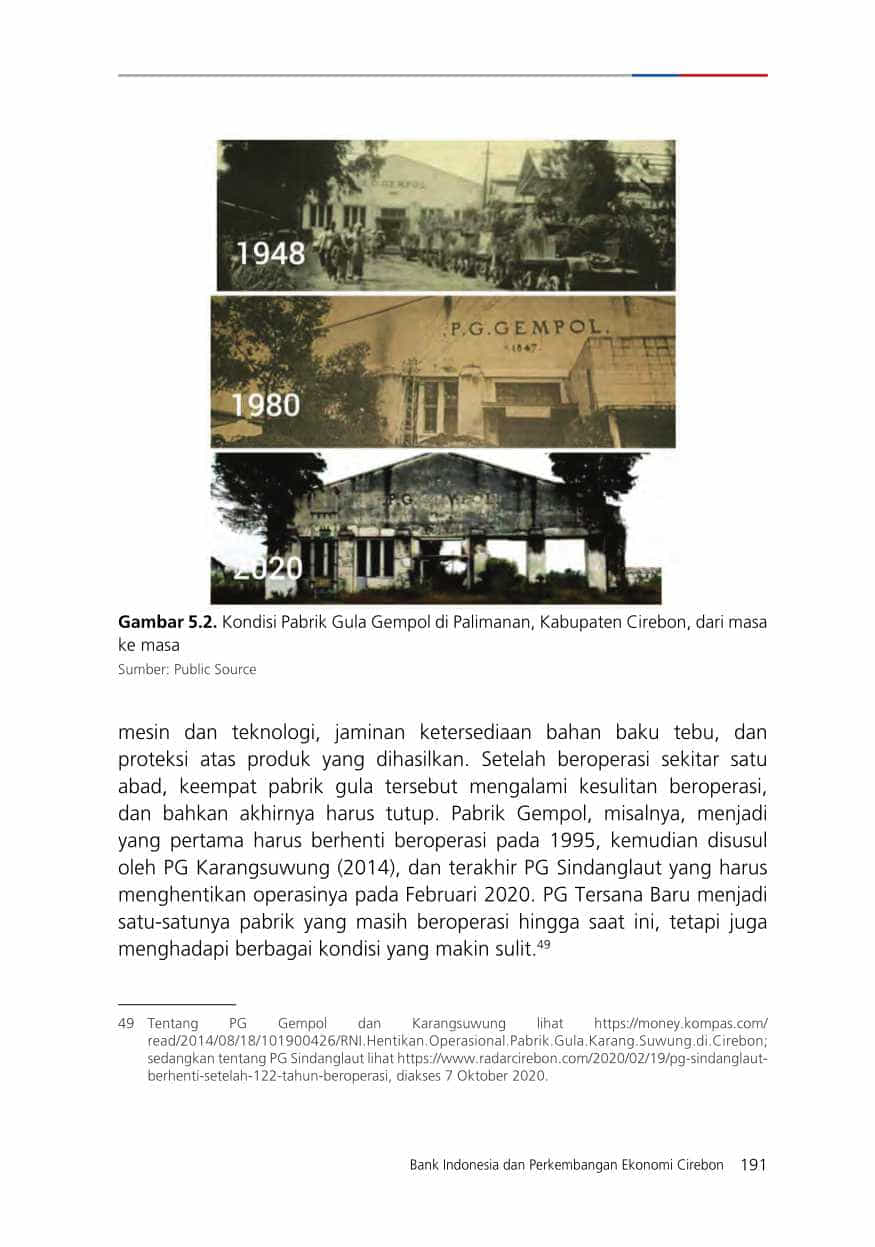 P.G.GEMPOL.
1948
P.G.GEMPOL.
1847
1980
2020
Gambar 5.2. Kondisi Pabrik Gula Gempol di Palimanan, Kabupaten Cirebon, dari masa
ke masa
Sumber: Public Source
mesin dan teknologi, jaminan ketersediaan bahan baku tebu, dan
proteksi atas produk yang dihasilkan. Setelah beroperasi sekitar satu
abad, keempat pabrik gula tersebut mengalami kesulitan beroperasi,
dan bahkan akhirnya harus tutup. Pabrik Gempol, misalnya, menjadi
yang pertama harus berhenti beroperasi pada 1995, kemudian disusul
oleh PG Karangsuwung (2014), dan terakhir PG Sindanglaut yang harus
menghentikan operasinya pada Februari 2020. PG Tersana Baru menjadi
satu-satunya pabrik yang masih beroperasi hingga saat ini, tetapi juga
menghadapi berbagai kondisi yang makin sulit.49
49 Tentang PG Gempol dan Karangsuwung lihat https://money.kompas.com/
read/2014/08/18/101900426/RNI.Hentikan.Operasional.Pabrik.Gula.Karang.Suwung.di.Cirebon;
sedangkan tentang PG Sindanglaut lihat https://www.radarcirebon.com/2020/02/19/pg-sindanglaut-
berhenti-setelah-122-tahun-beroperasi, diakses 7 Oktober 2020.
Bank Indonesia dan Perkembangan Ekonomi Cirebon 191